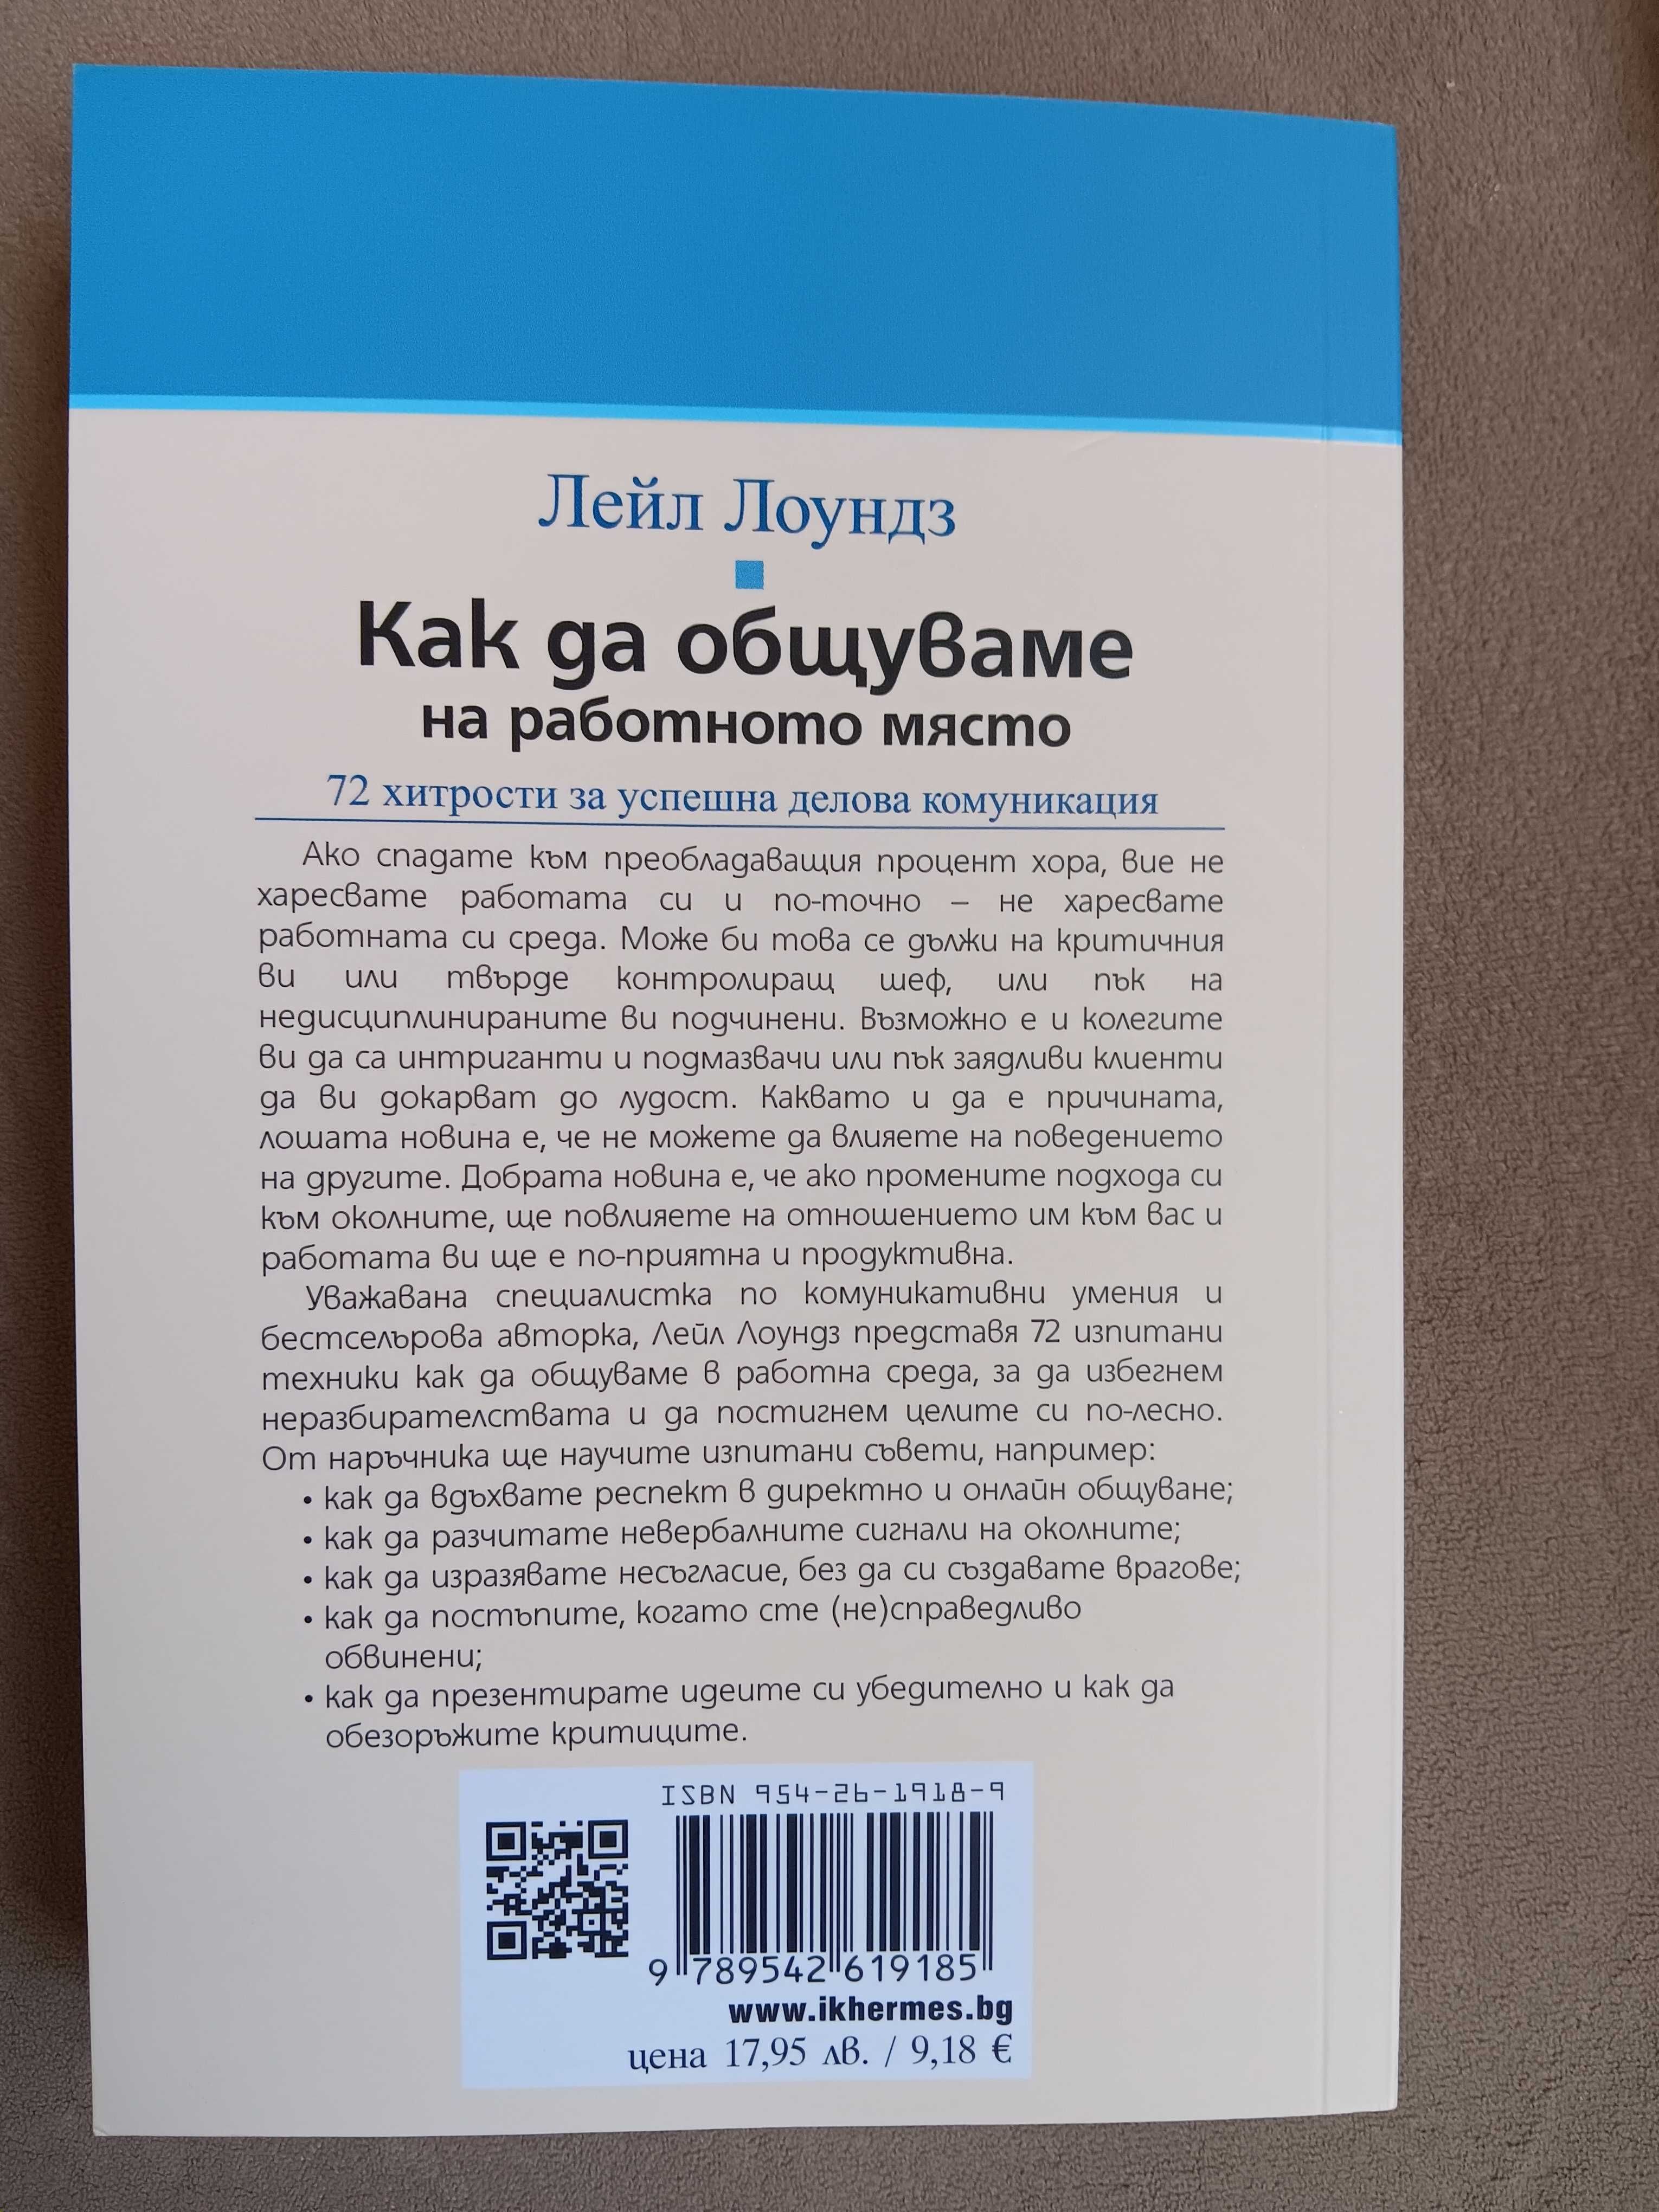 Лейл Лоундз
Как да общуваме
на работното място
72 хитрости за успешна делова комуникация
Ако спадате към преобладаващия процент хора, вие не
харесвате работата си и по-точно – не харесвате
работната си среда. Може би това се дължи на критичния
ви или твърде контролиращ шеф, или пък на
недисциплинираните ви подчинени. Възможно е и колегите
ви да са интриганти и подмазвачи или пък заядливи клиенти
да ви докарват до лудост. Каквато и да е причината,
лошата новина е, че не можете да влияете на поведението
на другите. Добрата новина е, че ако промените подхода си
към околните, ще повлияете на отношението им към вас и
работата ви ще е по-приятна и продуктивна.
Уважавана специалистка по комуникативни умения и
бестселърова авторка, Лейл Лоундз представя 72 изпитани
техники как да общуваме в работна среда, за да избегнем
неразбирателствата и да постигнем целите си по-лесно.
От наръчника ще научите изпитани съвети, например:
• как да вдъхвате респект в директно и онлайн общуване;
• как да разчитате невербалните сигнали на околните;
• как да изразявате несъгласие, без да си създавате врагове;
• как да постъпите, когато сте (не)справедливо
обвинени;
• как да презентирате идеите си убедително и как да
обезоръжите критиците.
ISBN 954-26-1918-9
9 789542 619185
www.ikhermes.bg
цена 17,95 лв. / 9,18 €